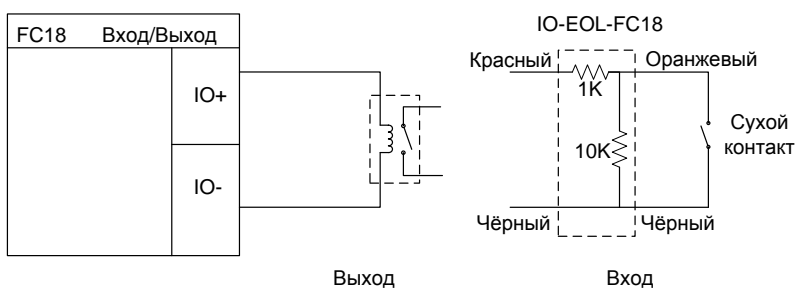 FC18 Вход/Выход
IO+
IO-
Выход
IO-EOL-FC18
Красный
Оранжевый
1K
10K
Сухой
контакт
Чёрный
Чёрный
Вход